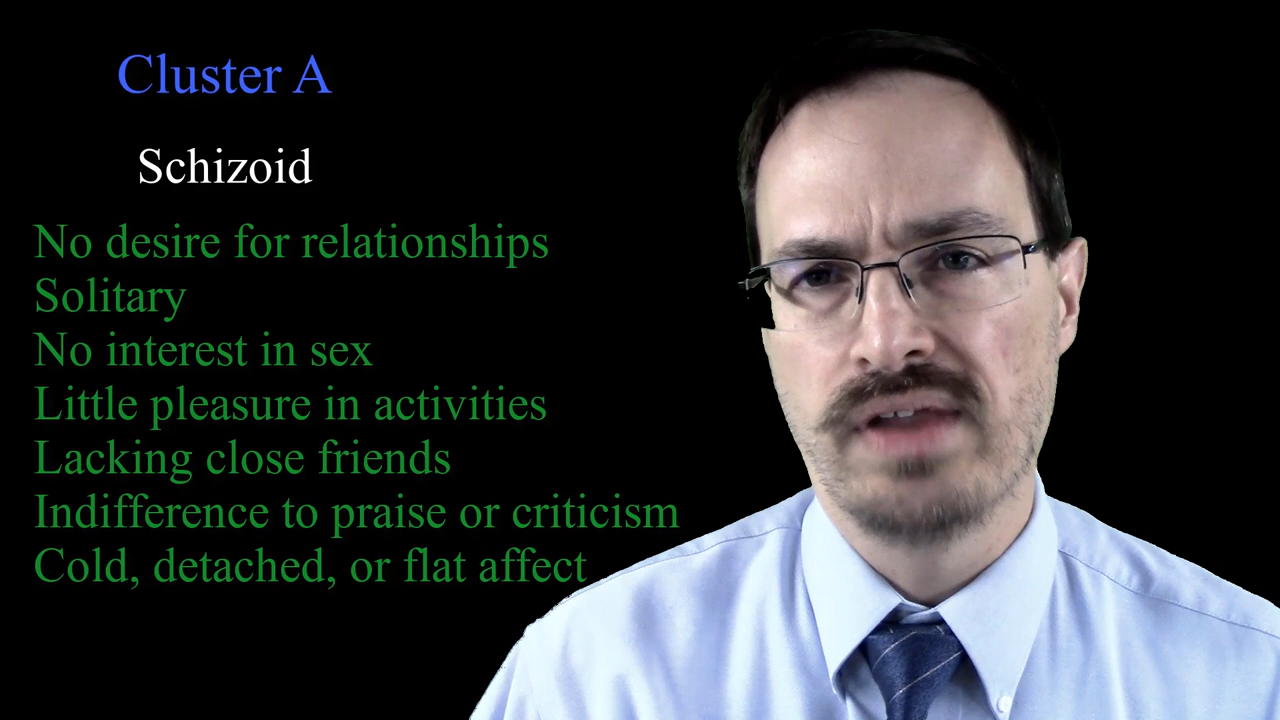 Cluster A
Schizoid
No desire for relationships
Solitary
No interest in sex
Little pleasure in activities
Lacking close friends
Indifference to praise or criticism
Cold, detached, or flat affect